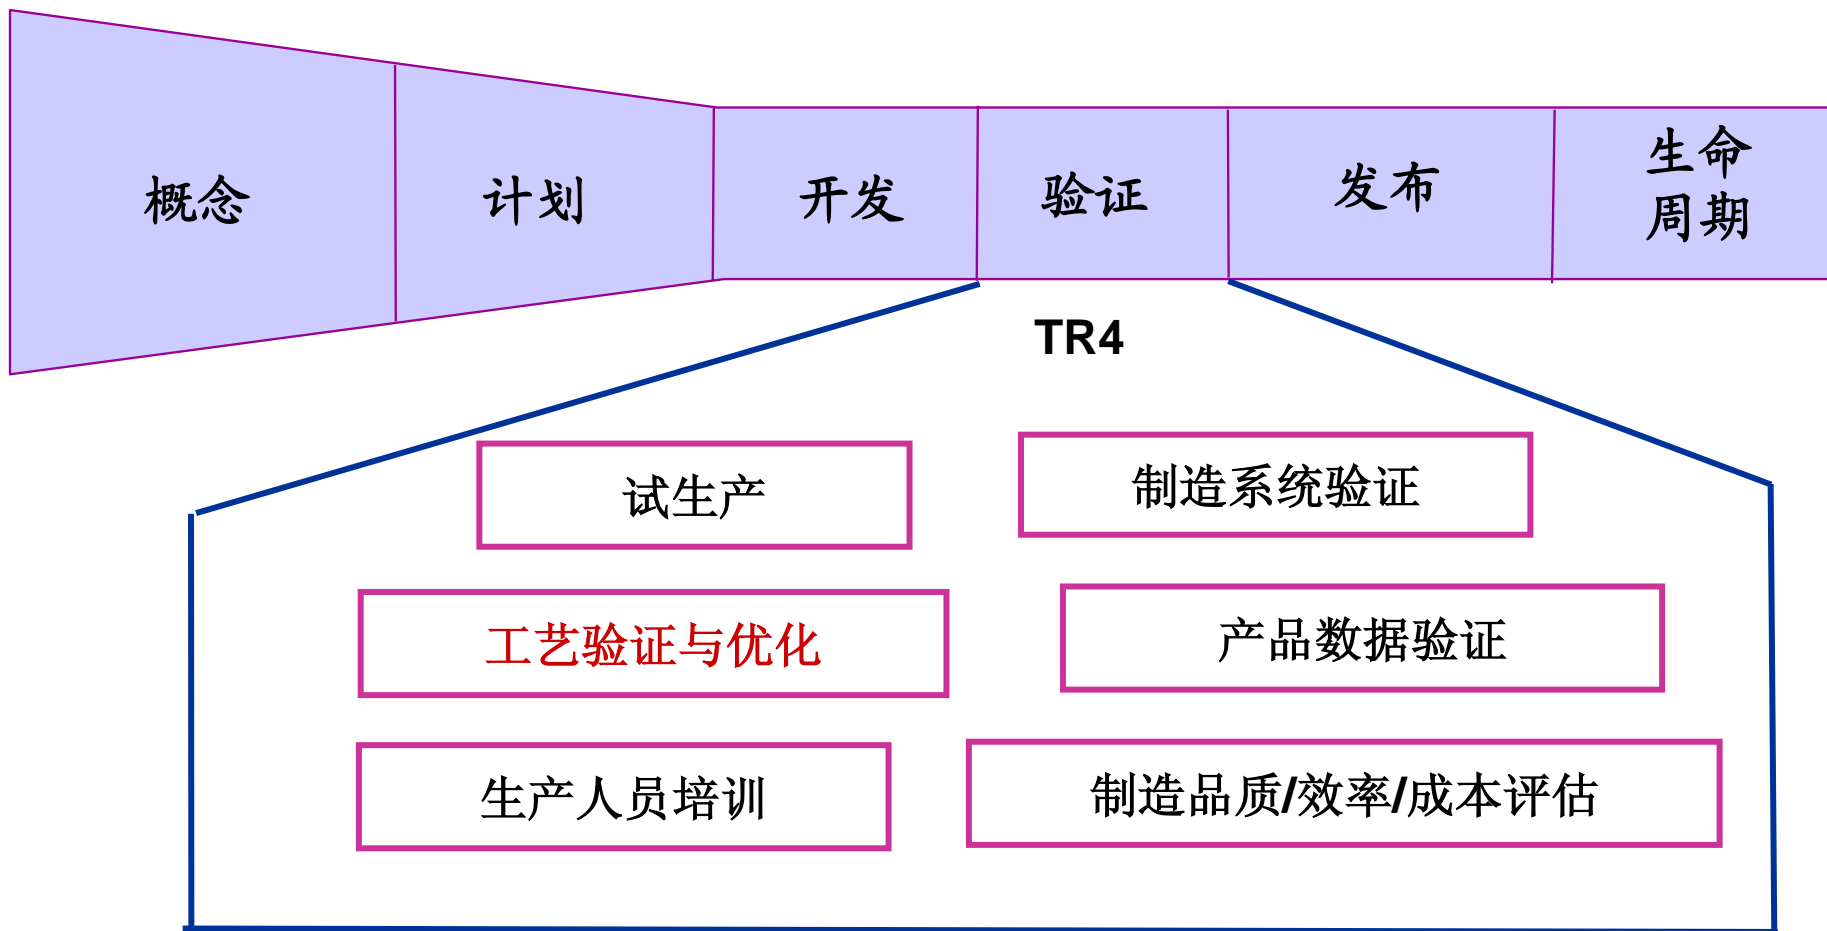 概念
计划
开发
验证
发布
生命
周期
TR4
试生产
制造系统验证
工艺验证与优化
产品数据验证
生产人员培训
制造品质/效率/成本评估